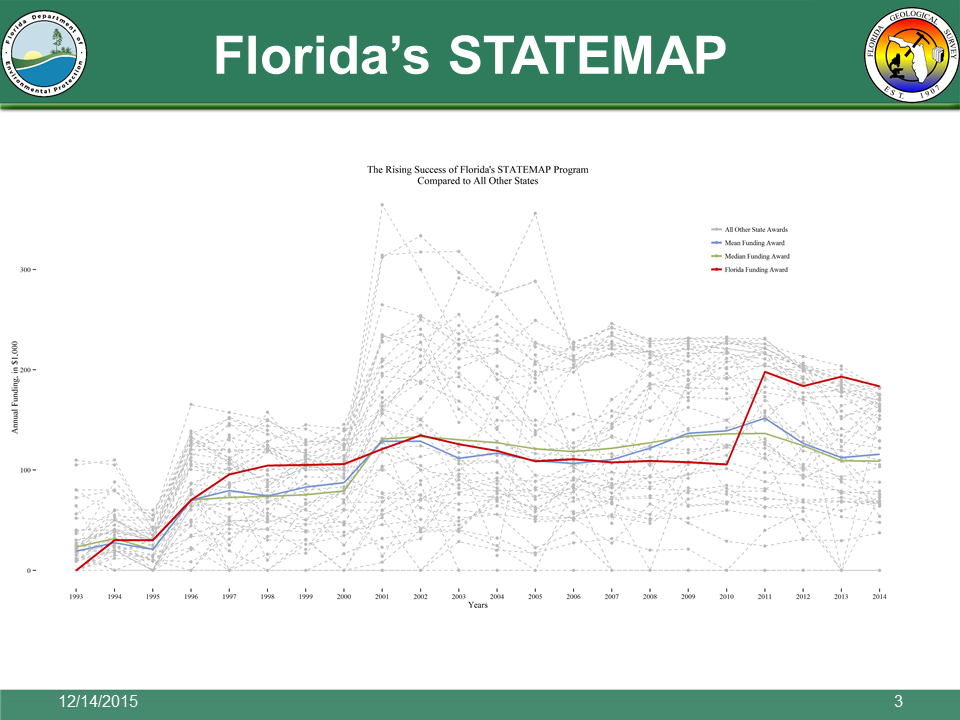 Florida Department of
Environmental Protection
Florida's STATEMAP
FLORIDA GEOLOGICAL SURVEY
EST. 1907
The Rising Success of Florida's STATEMAP Program
Compared to All Other States
All Other State Awards
Mean Funding Award
Median Funding Award
Florida Funding Award
Annual Funding, in $1,000
300
200
100
0
1993 1994 1995 1996 1997 1998 1999 2000 2001 2002 2003 2004 2005 2006 2007 2008 2009 2010 2011 2012 2013 2014
Years
12/14/2015
3